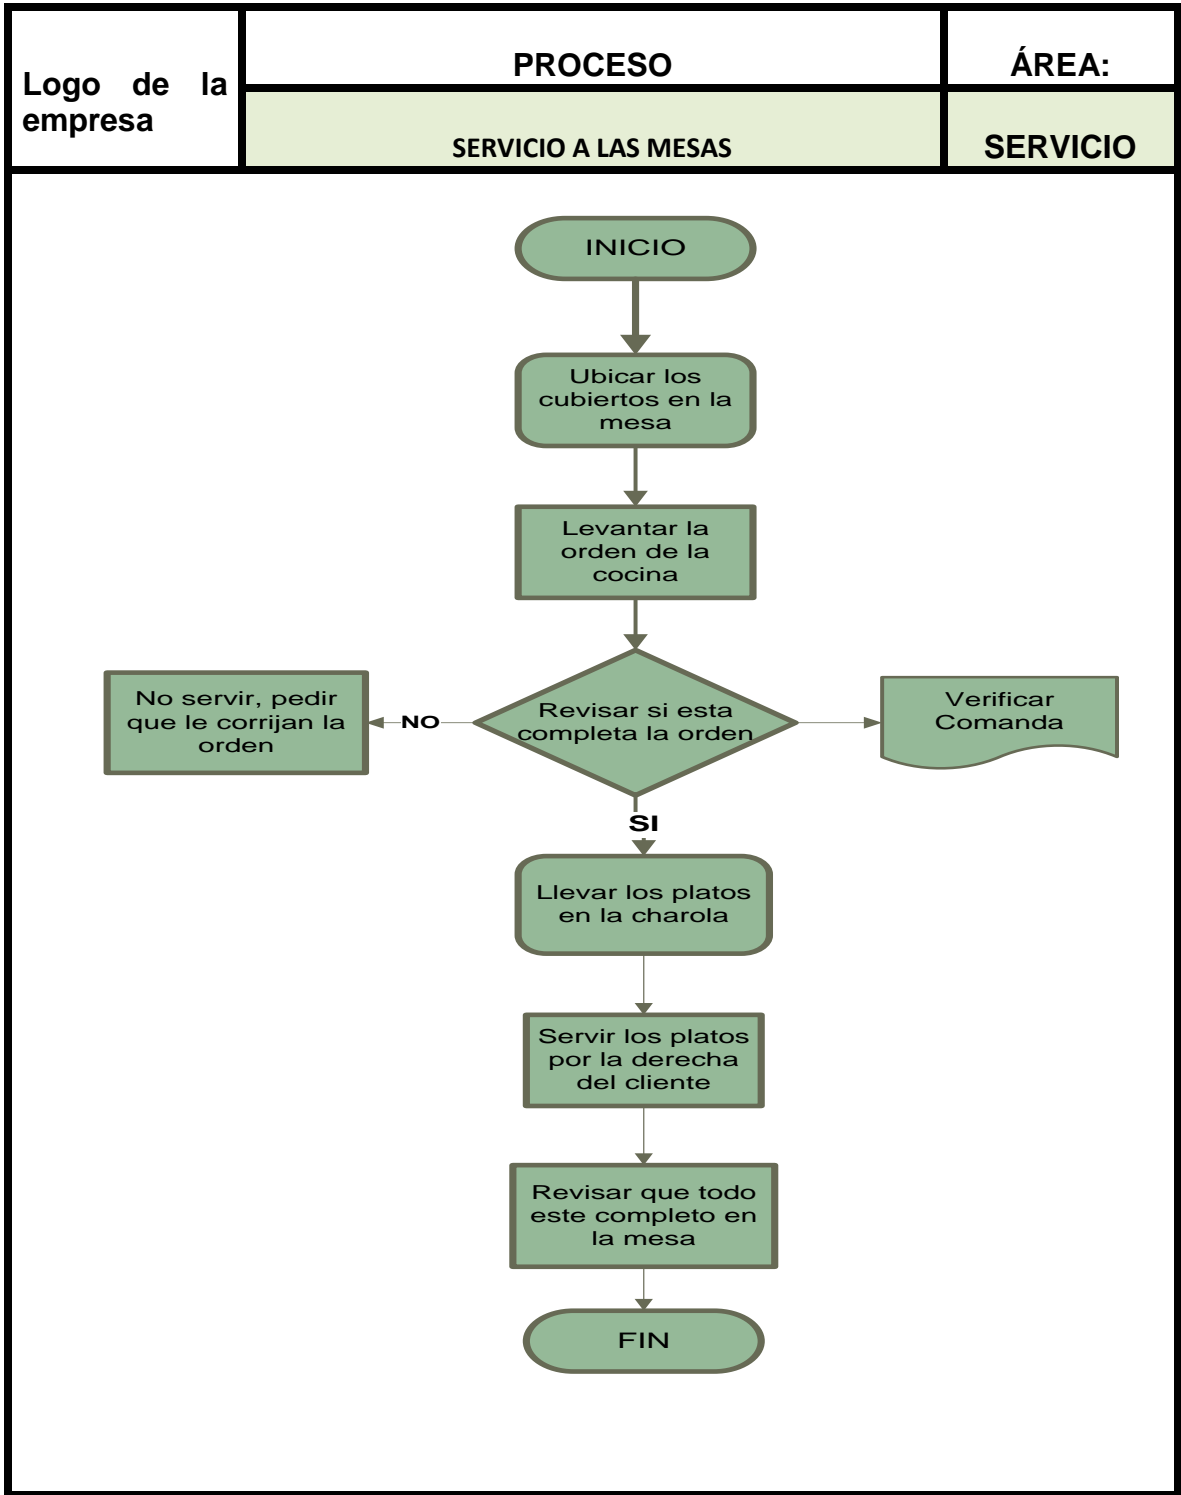 Logo de la
empresa
PROCESO
ÁREA:
SERVICIO A LAS MESAS
SERVICIO
INICIO
Ubicar los
cubiertos en la
mesa
Levantar la
orden de la
cocina
No servir, pedir
que le corrijan la
orden
NO
Revisar si esta
completa la orden
Verificar
Comanda
SI
Llevar los platos
en la charola
Servir los platos
por la derecha
del cliente
Revisar que todo
este completo en
la mesa
FIN